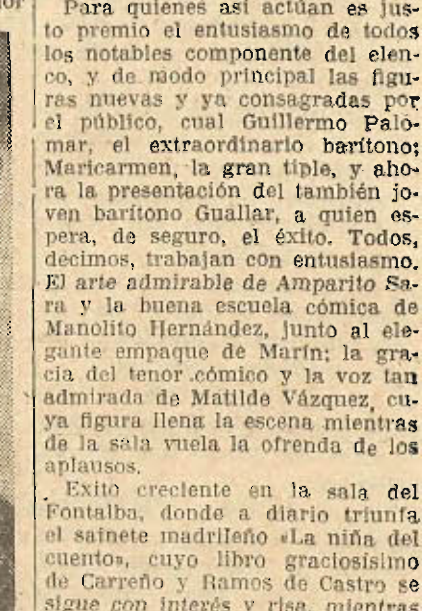 Para quienes así actúan es jus-
to premio el entusiasmo de todos
los notables componente del elen-
co, y de modo principal las figu-
ras nuevas y ya consagradas por
el público, cual Guillermo Palo-
mar, el extraordinario barítono;
Maricarmen, la gran tiple, y aho-
ra la presentación del también jo-
ven barítono Guallar, a quien es-
pera, de seguro, el éxito. Todos,
decimos, trabajan con entusiasmo.
El arte admirable de Amparito Sa-
ra y la buena escuela cómica de
Manolito Hernández, junto al ele-
gante empaque de Marín; la gra-
cia del tenor cómico y la voz tan
admirada de Matilde Vázquez, cu-
ya figura llena la escena mientras
de la sala vuela la ofrenda de los
aplausos.
Exito creciente en la sala del
Fontalba, donde a diario triunfa
el sainete madrileño «La niña del
cuento», cuyo libro graciosísimo
de Carreño y Ramos de Castro se
sigue con interés y risa, mientras